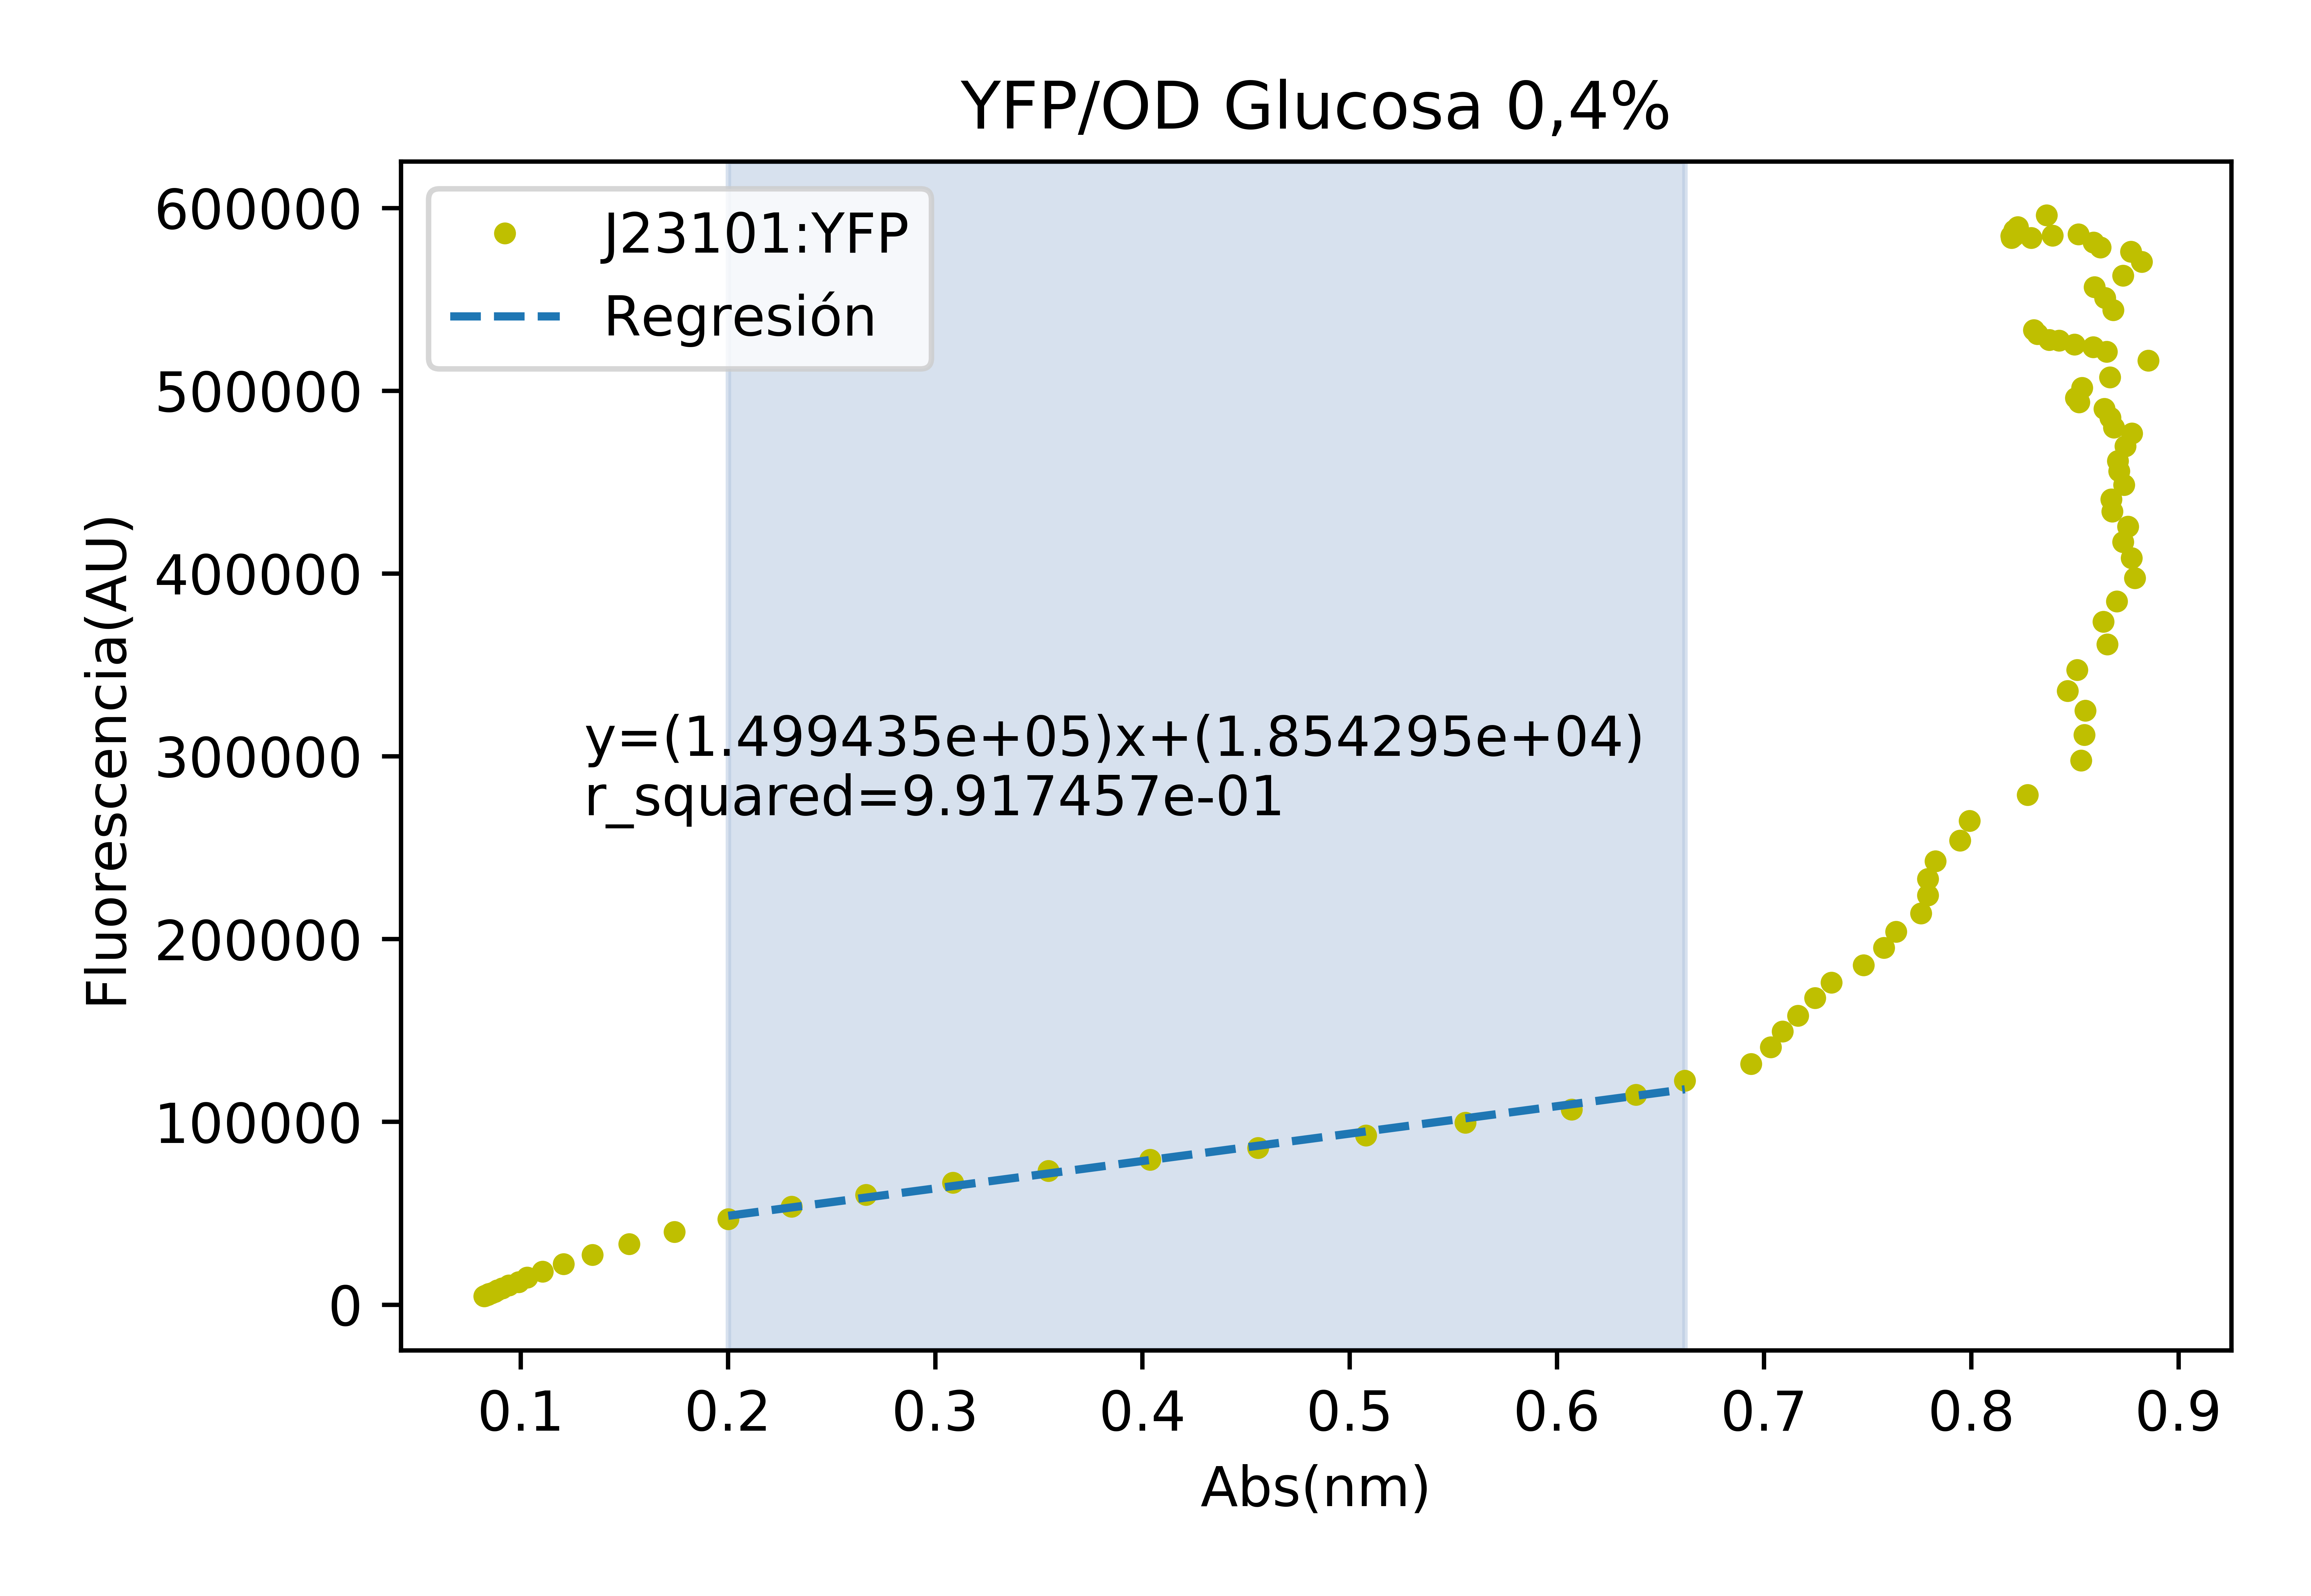 YFP/OD Glucosa 0,4%
J23101:YFP
Regresión
600000
500000
400000
300000
200000
100000
0
Fluorescencia(AU)
y=(1.499435e+05)x+(1.854295e+04)
r_squared=9.917457e-01
0.1 0.2 0.3 0.4 0.5 0.6 0.7 0.8 0.9
Abs(nm)